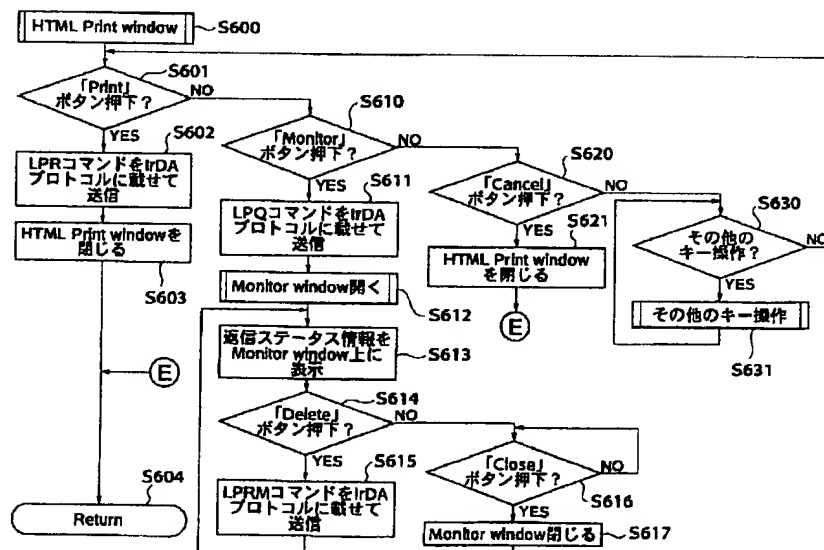 HTML Print window
S600
S601
「Print」
ボタン押下？
NO
YES
S602
LPRコマンドをIrDA
プロトコルに載せて
送信
HTML Print windowを
閉じる
S603
E
S604
Return
S610
「Monitor」
ボタン押下？
NO
YES
S611
LPQコマンドをIrDA
プロトコルに載せて
送信
Monitor window開く
S612
返信ステータス情報を
Monitor window上に
表示
S613
S614
「Delete」
ボタン押下？
NO
YES
S615
LPRMコマンドをIrDA
プロトコルに載せて
送信
「Close」
ボタン押下？
NO
S616
YES
Monitor window閉じる
S617
S620
「Cancel」
ボタン押下？
NO
YES
S621
HTML Print window
を閉じる
E
S630
その他の
キー操作？
NO
YES
その他のキー操作
S631